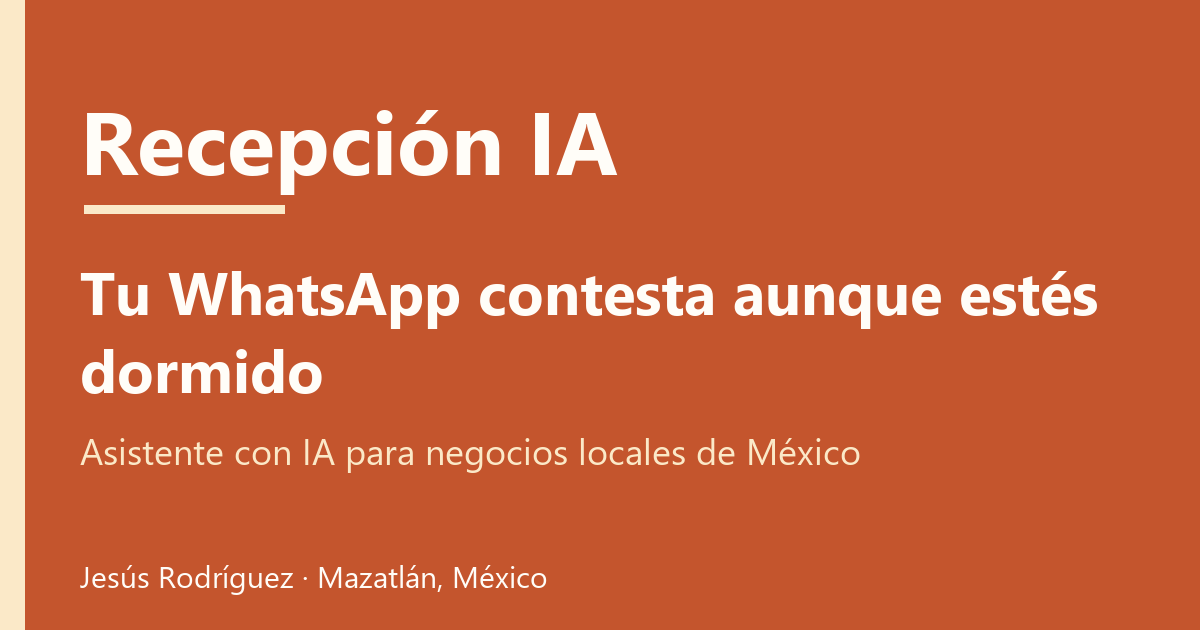 Recepción IA
Tu WhatsApp contesta aunque estés
dormido
Asistente con IA para negocios locales de México
Jesús Rodríguez · Mazatlán, México